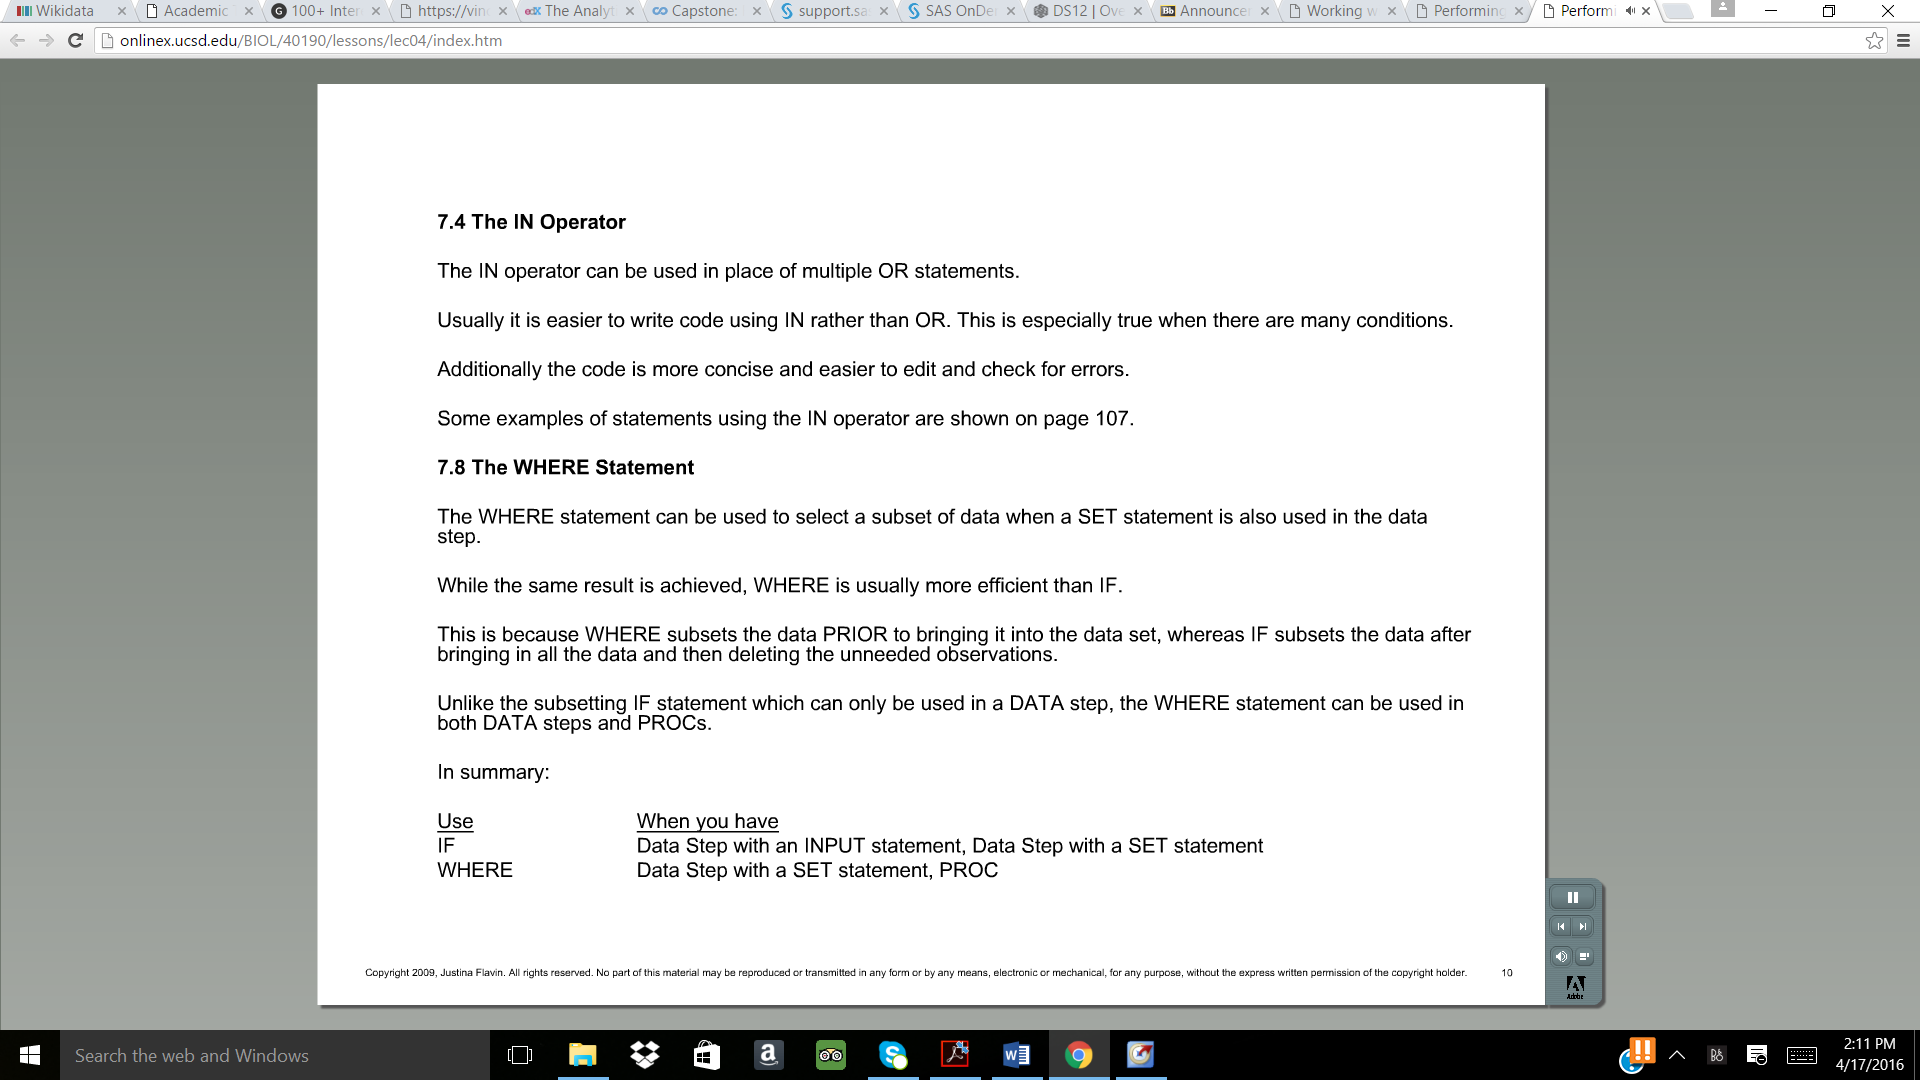 Wikidata
Academic
100+ Inter
https://vin
edX The Analyt
Capstone:
support.sa
SAS OnDe
DS12 | Ove
Bb Announce
Working w
Performing
Perform
onlinex.ucsd.edu/BIOL/40190/lessons/lec04/index.htm
7.4 The IN Operator
The IN operator can be used in place of multiple OR statements.
Usually it is easier to write code using IN rather than OR. This is especially true when there are many conditions.
Additionally the code is more concise and easier to edit and check for errors.
Some examples of statements using the IN operator are shown on page 107.
7.8 The WHERE Statement
The WHERE statement can be used to select a subset of data when a SET statement is also used in the data
step.
While the same result is achieved, WHERE is usually more efficient than IF.
This is because WHERE subsets the data PRIOR to bringing it into the data set, whereas IF subsets the data after
bringing in all the data and then deleting the unneeded observations.
Unlike the subsetting IF statement which can only be used in a DATA step, the WHERE statement can be used in
both DATA steps and PROCs.
In summary:
Use When you have
IF Data Step with an INPUT statement, Data Step with a SET statement
WHERE Data Step with a SET statement, PROC
Copyright 2009, Justina Flavin. All rights reserved. No part of this material may be reproduced or transmitted in any form or by any means, electronic or mechanical, for any purpose, without the express written permission of the copyright holder. 10
Adobe
Search the web and Windows
2:11 PM
4/17/2016